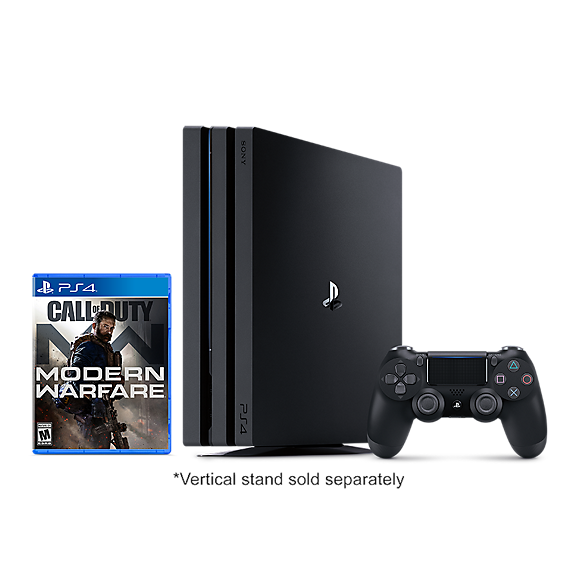 SONY
PS4
PS4
CALL OF DUTY
MODERN
WARFARE
M
*Vertical stand sold separately